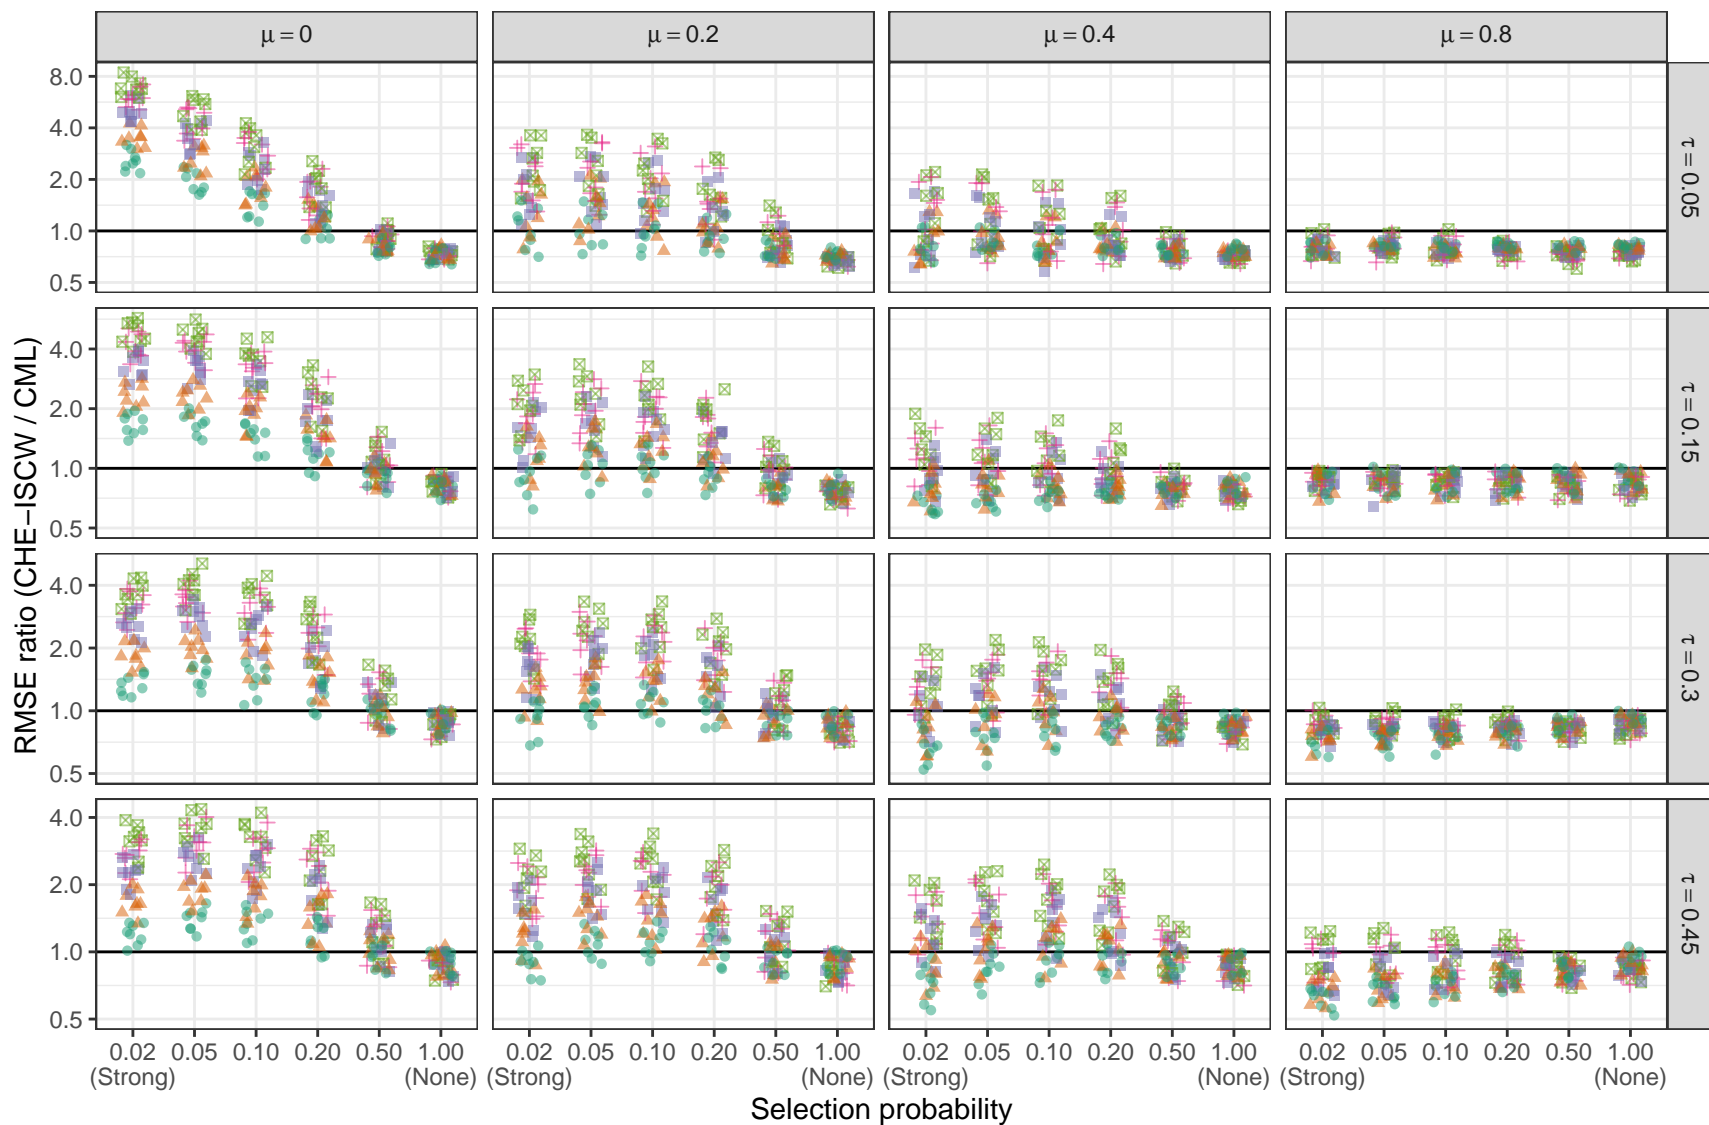 μ = 0
μ = 0.2
μ = 0.4
μ = 0.8
RMSE ratio (CHE−ISCW / CML)
8.0
4.0
2.0
1.0
0.5
τ = 0.05
4.0
2.0
1.0
0.5
τ = 0.15
4.0
2.0
1.0
0.5
τ = 0.3
4.0
2.0
1.0
0.5
τ = 0.45
0.02 0.05 0.10 0.20 0.50 1.00 0.02 0.05 0.10 0.20 0.50 1.00 0.02 0.05 0.10 0.20 0.50 1.00 0.02 0.05 0.10 0.20 0.50 1.00
(Strong) (None) (Strong) (None) (Strong) (None) (Strong) (None)
Selection probability